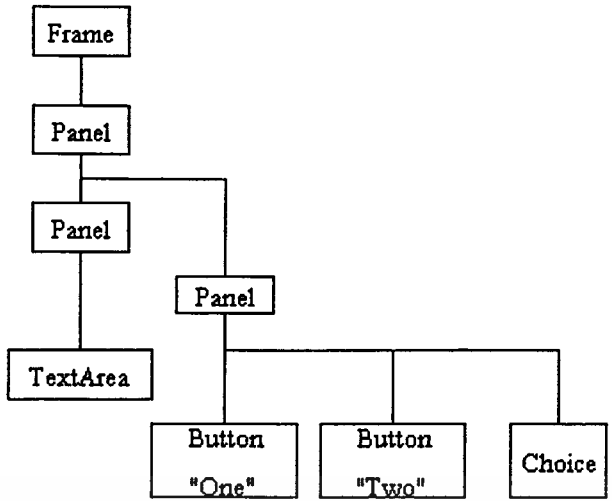 Frame
Panel
Panel
Panel
TextArea
Button
"One"
Button
"Two"
Choice